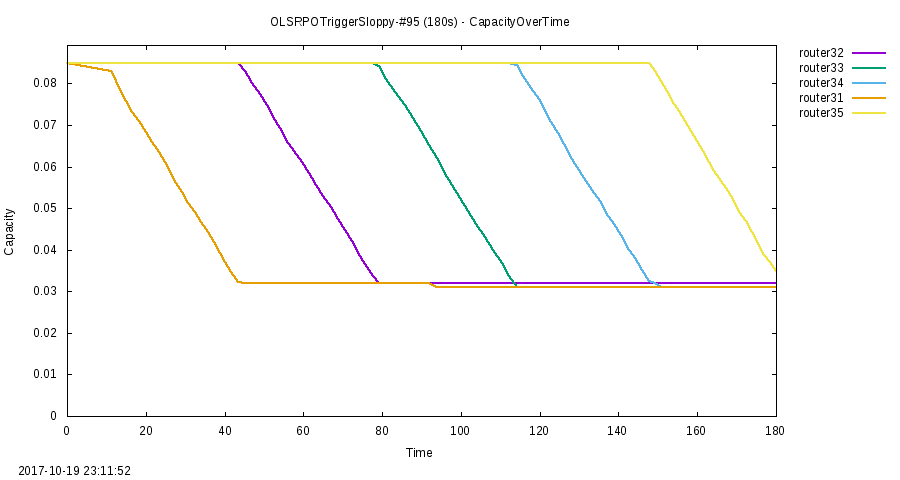 OLSRPOTriggerSloppy-#95 (180s) - CapacityOverTime
router32
router33
router34
router31
router35
Capacity
0.08
0.07
0.06
0.05
0.04
0.03
0.02
0.01
0
0 20 40 60 80 100 120 140 160 180
Time
2017-10-19 23:11:52